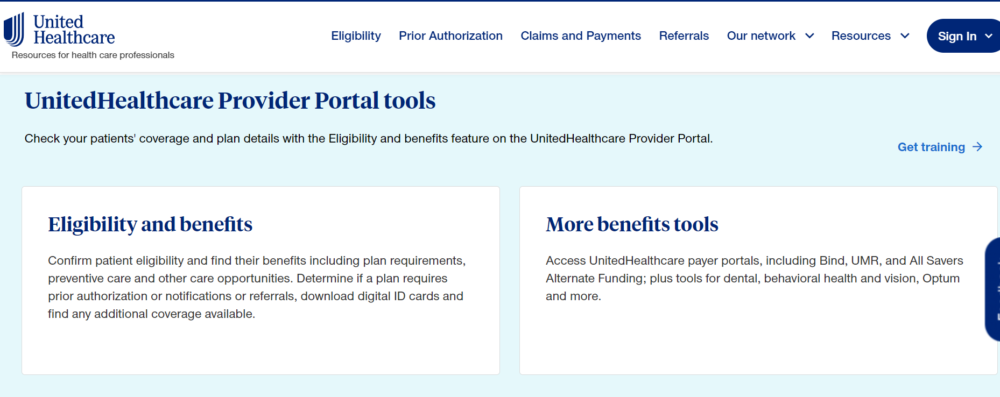 United
Healthcare
Resources for health care professionals
Eligibility Prior Authorization Claims and Payments Referrals Our network Resources Sign In
UnitedHealthcare Provider Portal tools
Check your patients' coverage and plan details with the Eligibility and benefits feature on the UnitedHealthcare Provider Portal.
Get training
Eligibility and benefits
Confirm patient eligibility and find their benefits including plan requirements,
preventive care and other care opportunities. Determine if a plan requires
prior authorization or notifications or referrals, download digital ID cards and
find any additional coverage available.
More benefits tools
Access UnitedHealthcare payer portals, including Bind, UMR, and All Savers
Alternate Funding; plus tools for dental, behavioral health and vision, Optum
and more.